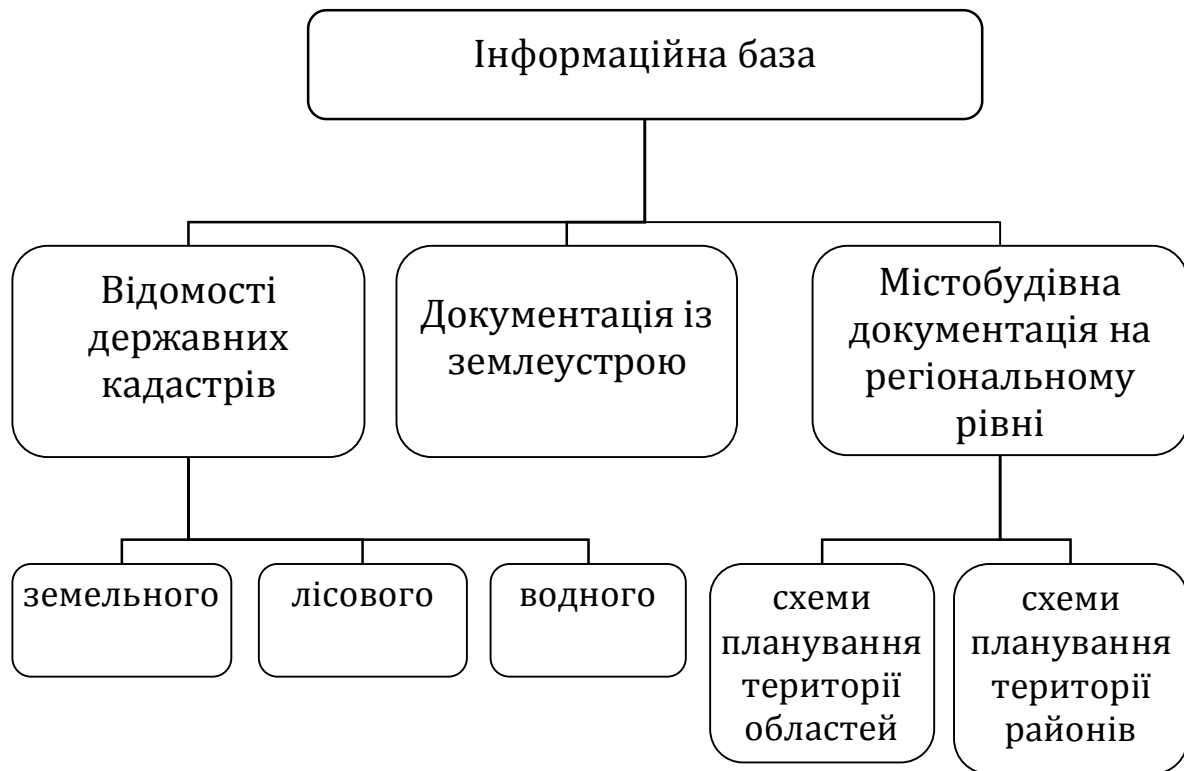 Інформаційна база
Відомості
державних
кадастрів
Документація із
землеустрою
Містобудівна
документація на
регіональному
рівні
земельного
лісового
водного
схеми
планування
території
областей
схеми
планування
території
районів